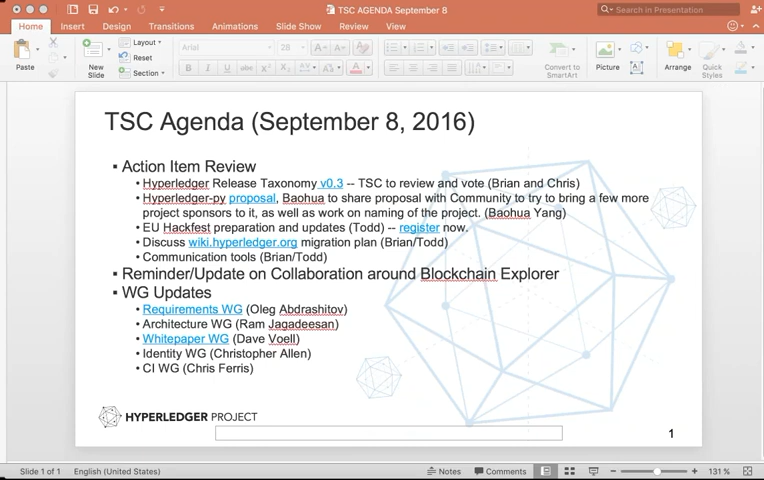 TSC AGENDA September 8
Search in Presentation
Home Insert Design Transitions Animations Slide Show Review View
Paste
New Slide
Layout
Reset
Section
Arial 28
Convert to SmartArt
Picture
Arrange
Quick Styles
TSC Agenda (September 8, 2016)
▪ Action Item Review
• Hyperledger Release Taxonomy v0.3 -- TSC to review and vote (Brian and Chris)
• Hyperledger-py proposal, Baohua to share proposal with Community to try to bring a few more
project sponsors to it, as well as work on naming of the project. (Baohua Yang)
• EU Hackfest preparation and updates (Todd) -- register now.
• Discuss wiki.hyperledger.org migration plan (Brian/Todd)
• Communication tools (Brian/Todd)
▪ Reminder/Update on Collaboration around Blockchain Explorer
▪ WG Updates
• Requirements WG (Oleg Abdrashitov)
• Architecture WG (Ram Jagadeesan)
• Whitepaper WG (Dave Voell)
• Identity WG (Christopher Allen)
• CI WG (Chris Ferris)
HYPERLEDGER PROJECT
1
Slide 1 of 1 English (United States) Notes Comments 131 %